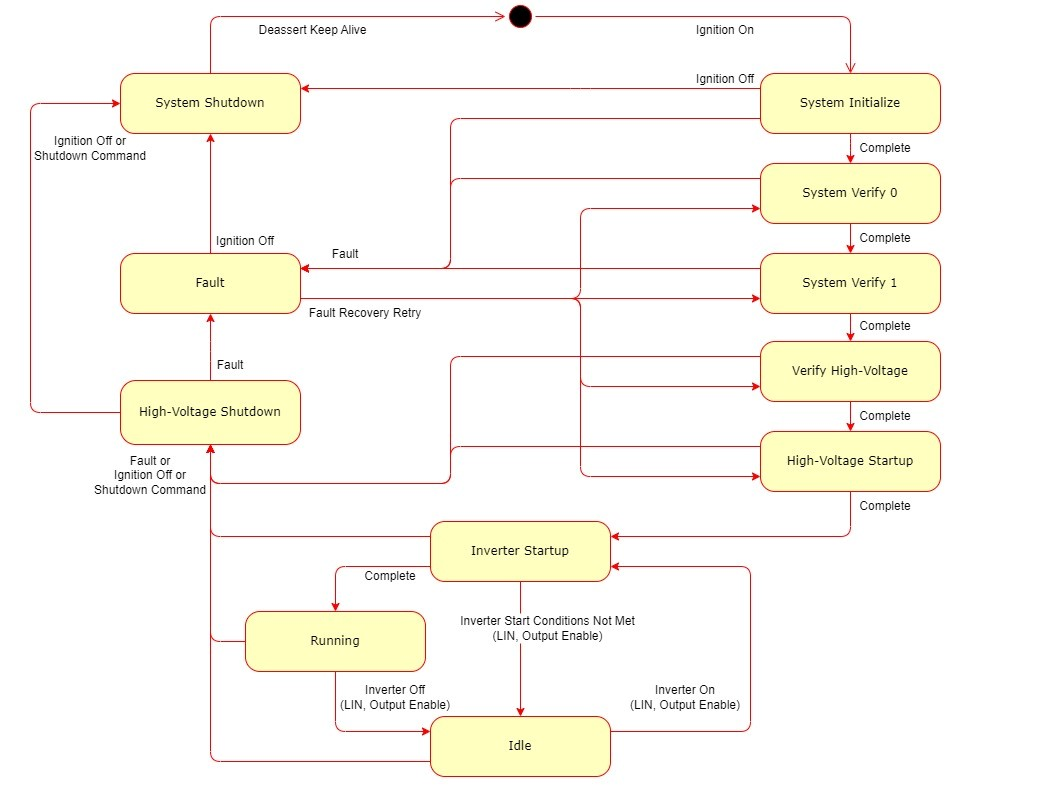 Deassert Keep Alive
Ignition On
Ignition Off
System Shutdown
System Initialize
Ignition Off or
Shutdown Command
Complete
System Verify 0
Complete
Ignition Off
Fault
Fault
System Verify 1
Fault Recovery Retry
Complete
Fault
Verify High-Voltage
High-Voltage Shutdown
Complete
Fault or
Ignition Off or
Shutdown Command
High-Voltage Startup
Complete
Inverter Startup
Complete
Inverter Start Conditions Not Met
(LIN, Output Enable)
Running
Inverter Off
(LIN, Output Enable)
Inverter On
(LIN, Output Enable)
Idle